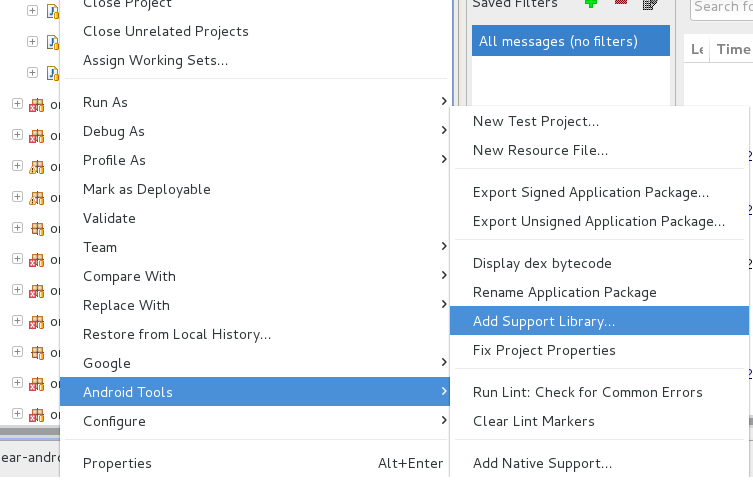 Close Project
Close Unrelated Projects
Assign Working Sets...
Run As
Debug As
Profile As
Mark as Deployable
Validate
Team
Compare With
Replace With
Restore from Local History...
Google
Android Tools
Configure
Properties Alt+Enter
Saved Filters
All messages (no filters)
Search fo
Le Time
New Test Project...
New Resource File...
Export Signed Application Package...
Export Unsigned Application Package...
Display dex bytecode
Rename Application Package
Add Support Library...
Fix Project Properties
Run Lint: Check for Common Errors
Clear Lint Markers
Add Native Support...